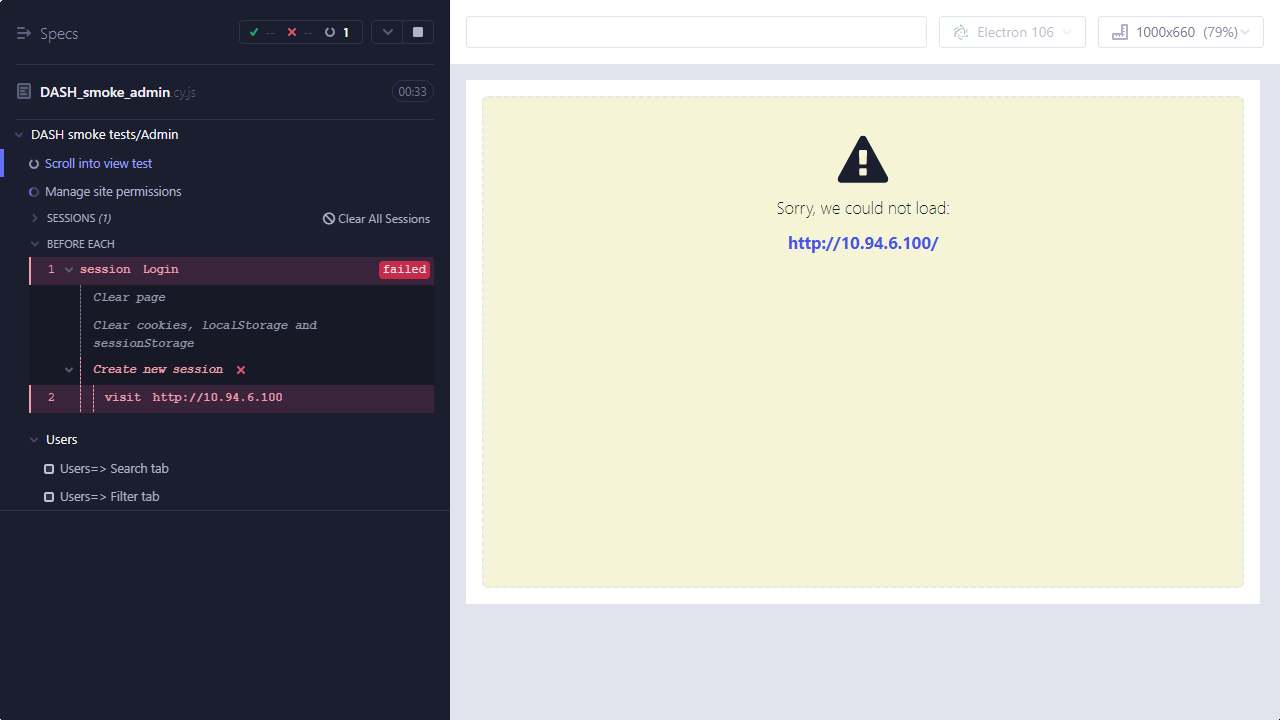 Specs
-- -- 1
Electron 106
1000x660 (79%)
DASH_smoke_admin.cy.js
00:33
DASH smoke tests/Admin
Scroll into view test
Manage site permissions
SESSIONS (1)
Clear All Sessions
BEFORE EACH
1 session Login failed
Clear page
Clear cookies, localStorage and
sessionStorage
Create new session
2 visit http://10.94.6.100
Users
Users=> Search tab
Users=> Filter tab
Sorry, we could not load:
http://10.94.6.100/